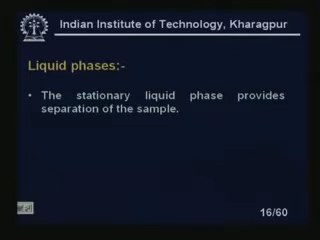 Indian Institute of Technology, Kharagpur
Liquid phases:-
• The stationary liquid phase provides
separation of the sample.
16/60